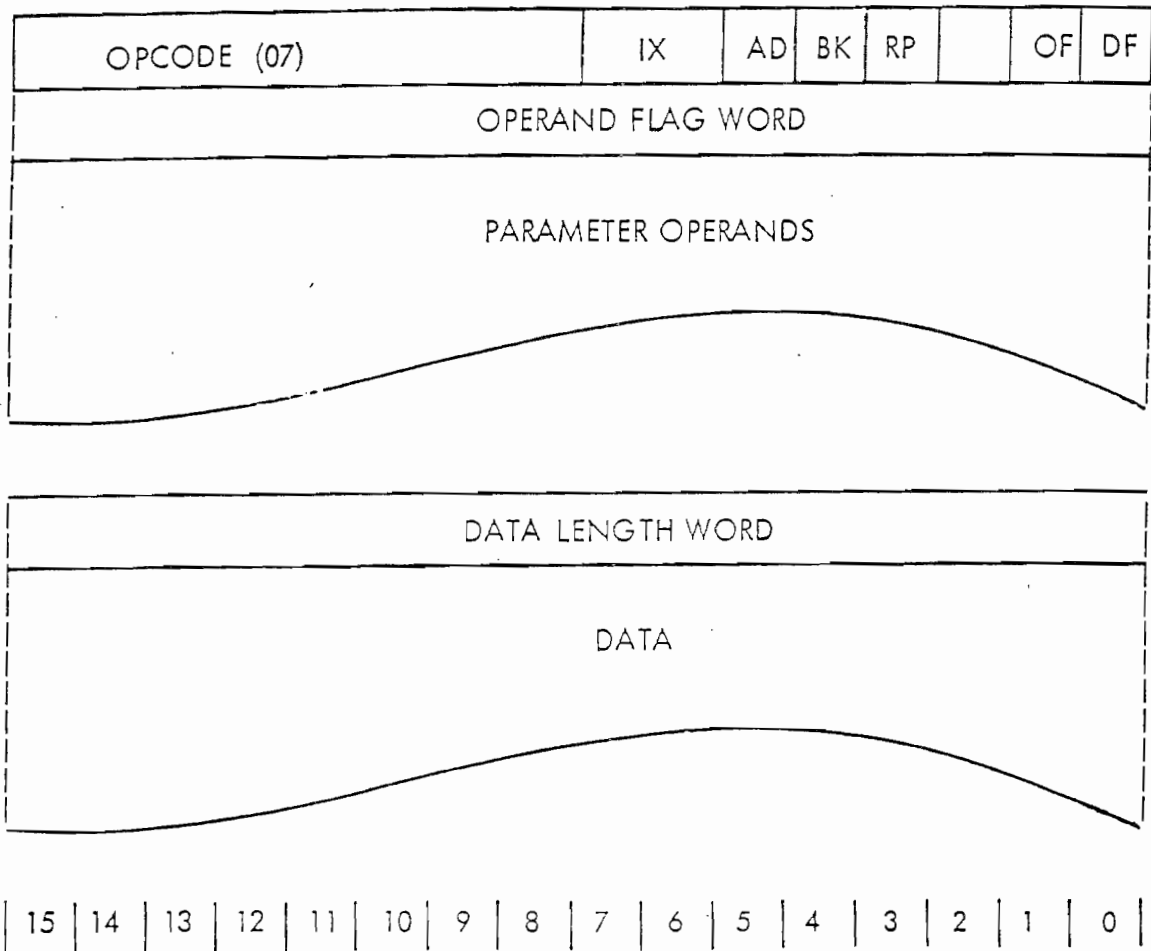 OPCODE (07) IX AD BK RP OF DF
OPERAND FLAG WORD
PARAMETER OPERANDS
DATA LENGTH WORD
DATA
15 14 13 12 11 10 9 8 7 6 5 4 3 2 1 0